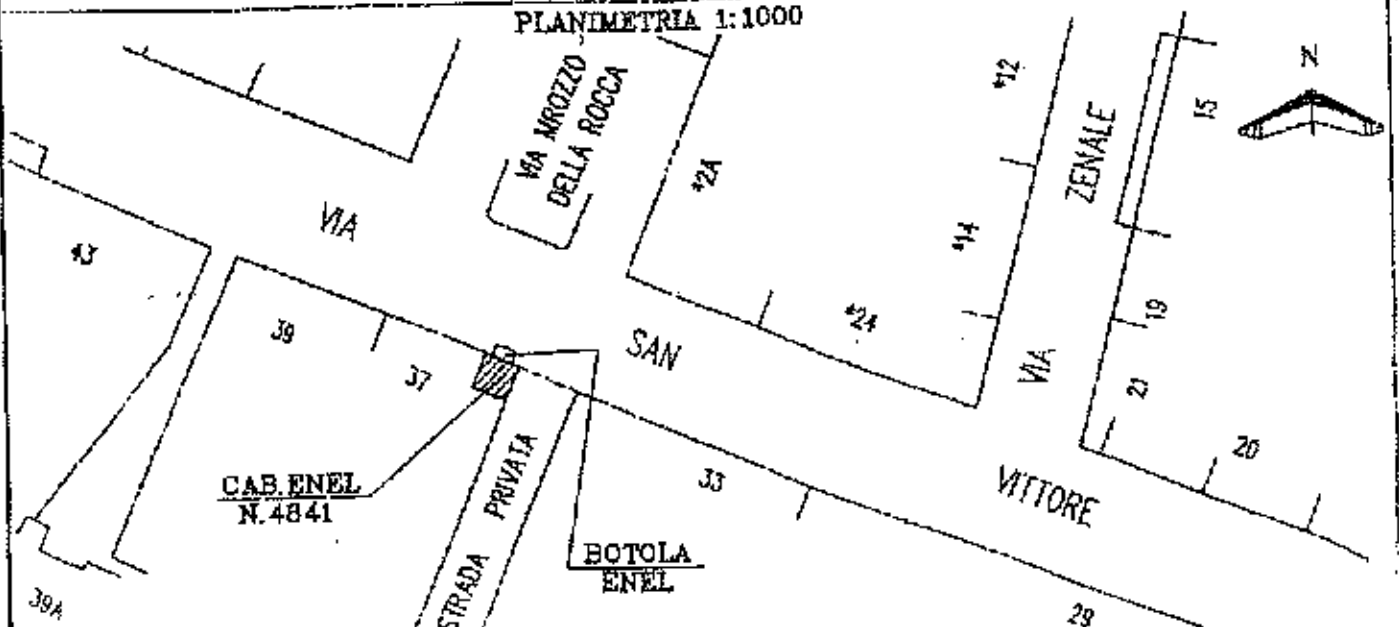 PLANIMETRIA 1:1000
VIA MROZZO
DELLA ROCCA
*12
N
ZENALE
15
*2A
VIA
43
*14
39
37
SAN
*24
VIA
19
21
20
CAB. ENEL
N. 4841
STRADA PRIVATA
33
VITTORE
BOTOLA
ENEL
39A
29